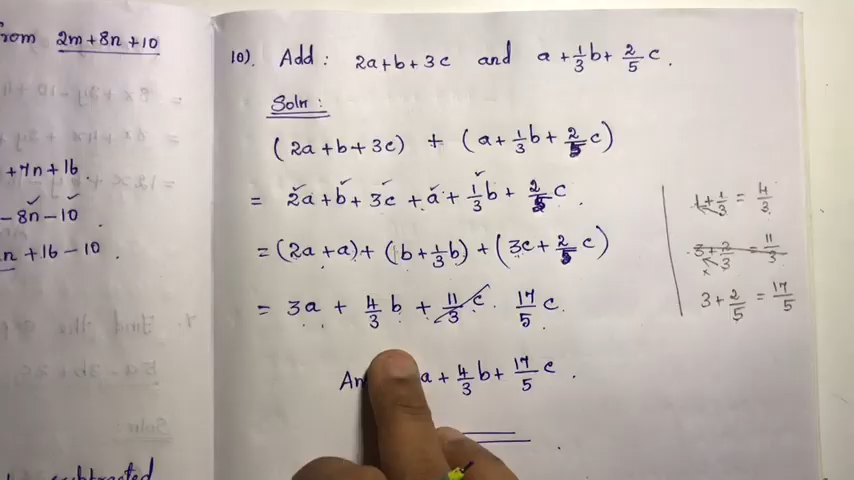 from 2m+8n+10
+7n+16.
-8n-10
n+16-10.
10). Add: 2a+b+3c and a+1/3b+2/5c.
Soln:
(2a+b+3c) + (a+1/3b+2/5c)
= 2a+b+3c+a+1/3b+2/5c.
=(2a+a)+(1b+1/3b)+(3c+2/5c)
= 3a + 4/3b + 11/3c. 17/5c.
a+4/3b+17/5c.
1+1/3=4/3
3+2/3=11/3
3+2/5=17/5
subtracted